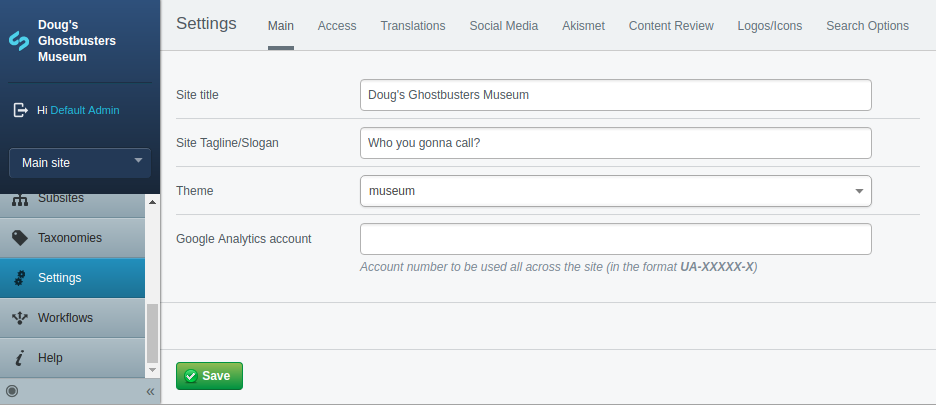 Doug's
Ghostbusters
Museum
Hi Default Admin
Main site
Subsites
Taxonomies
Settings
Workflows
Help
«
Settings Main Access Translations Social Media Akismet Content Review Logos/Icons Search Options
Site title Doug's Ghostbusters Museum
Site Tagline/Slogan Who you gonna call?
Theme museum
Google Analytics account
Account number to be used all across the site (in the format UA-XXXXX-X)
Save